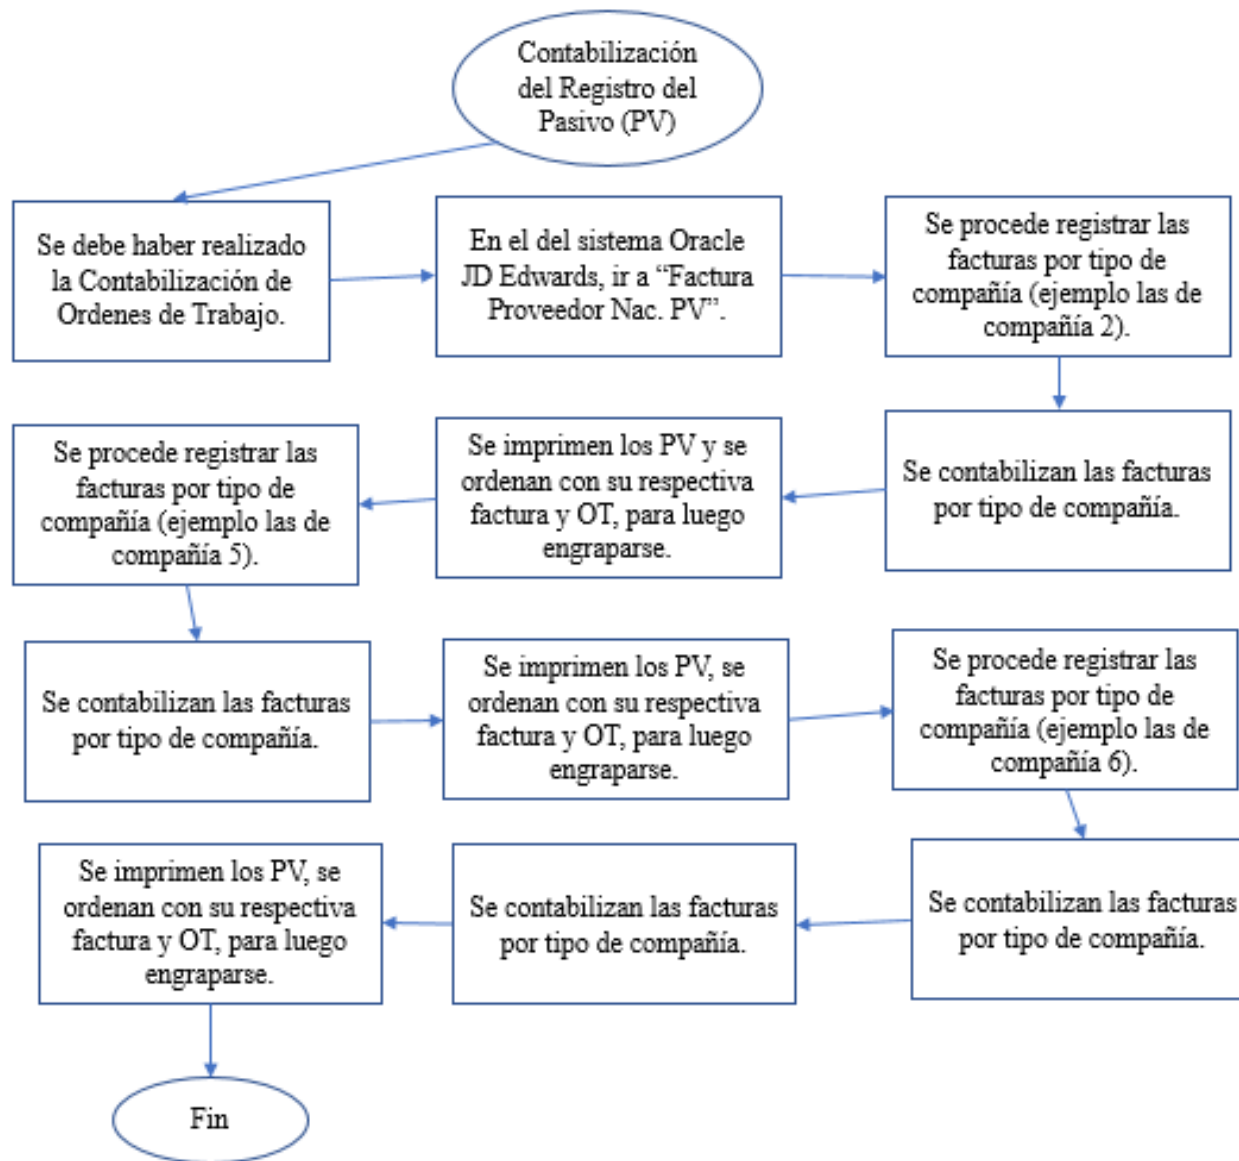 Contabilización
del Registro del
Pasivo (PV)
Se debe haber realizado
la Contabilización de
Ordenes de Trabajo.
En el del sistema Oracle
JD Edwards, ir a “Factura
Proveedor Nac. PV”.
Se procede registrar las
facturas por tipo de
compañía (ejemplo las de
compañía 2).
Se contabilizan las facturas
por tipo de compañía.
Se imprimen los PV y se
ordenan con su respectiva
factura y OT, para luego
engraparse.
Se procede registrar las
facturas por tipo de
compañía (ejemplo las de
compañía 5).
Se contabilizan las facturas
por tipo de compañía.
Se imprimen los PV, se
ordenan con su respectiva
factura y OT, para luego
engraparse.
Se procede registrar las
facturas por tipo de
compañía (ejemplo las de
compañía 6).
Se contabilizan las facturas
por tipo de compañía.
Se contabilizan las facturas
por tipo de compañía.
Se imprimen los PV, se
ordenan con su respectiva
factura y OT, para luego
engraparse.
Fin